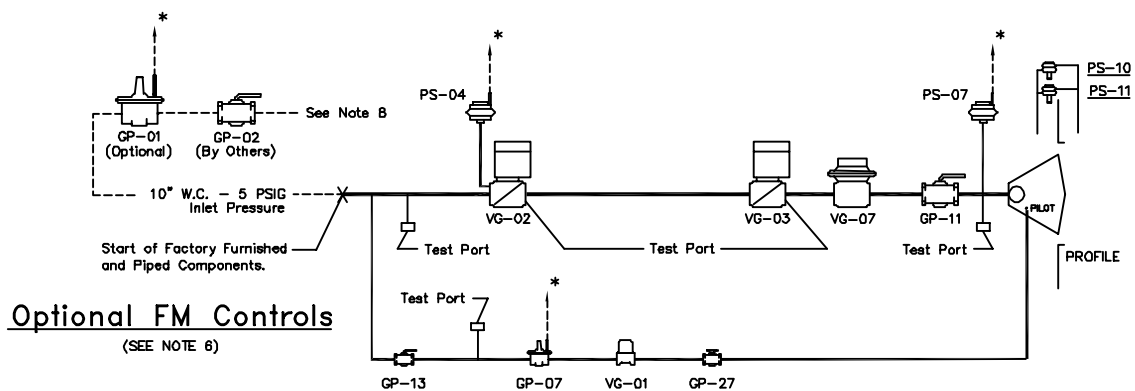 *
*
*
PS-10
PS-11
PS-04
PS-07
See Note B
GP-01
(Optional)
GP-02
(By Others)
10" W.C. - 5 PSIG
Inlet Pressure
VG-02
VG-03
VG-07
GP-11
PILOT
Start of Factory Furnished
and Piped Components.
Test Port
Test Port
Test Port
PROFILE
Optional FM Controls
(SEE NOTE 6)
Test Port
*
GP-13
GP-07
VG-01
GP-27